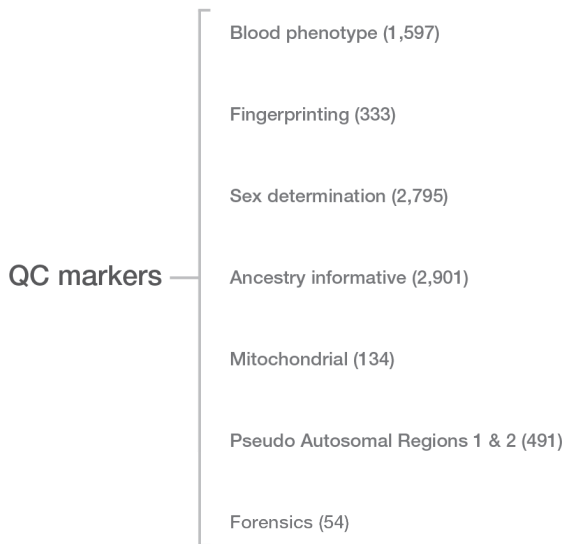 Blood phenotype (1,597)
Fingerprinting (333)
Sex determination (2,795)
QC markers
Ancestry informative (2,901)
Mitochondrial (134)
Pseudo Autosomal Regions 1 & 2 (491)
Forensics (54)